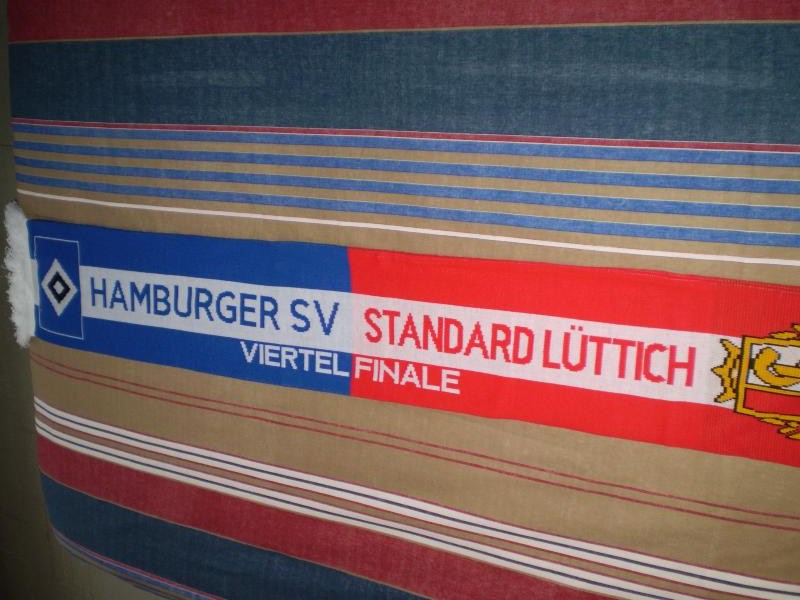 HAMBURGER SV STANDARD LÜTTICH
VIERTEL FINALE